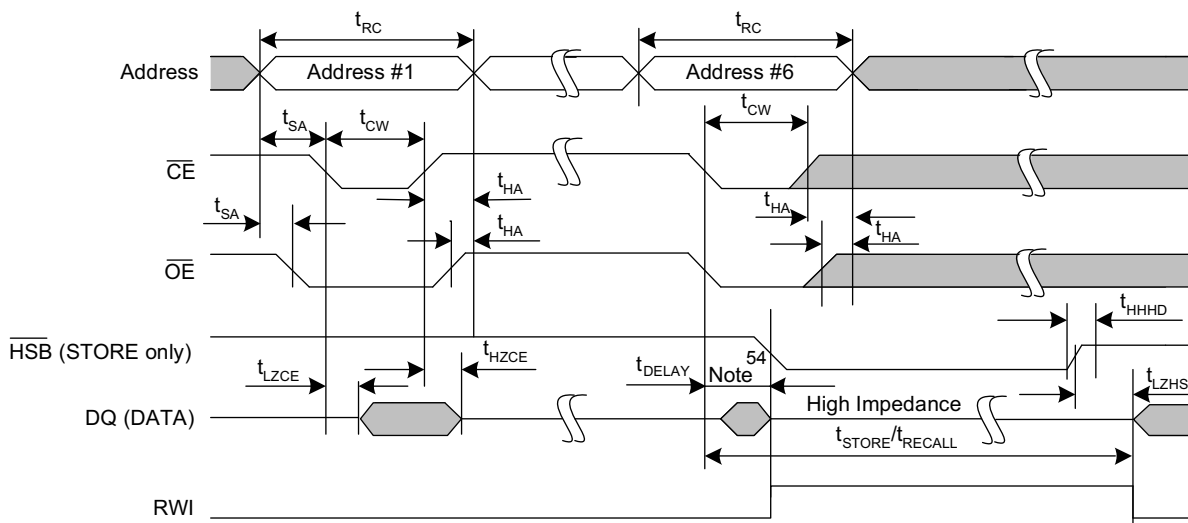 tRC
tRC
Address
Address #1
Address #6
tSA
tCW
tCW
CE
tHA
tHA
tSA
tHA
tHA
OE
tHHHD
HSB (STORE only)
tLZCE
tHZCE
tDELAY
Note 54
tLZHS
DQ (DATA)
High Impedance
tSTORE/tRECALL
RWI